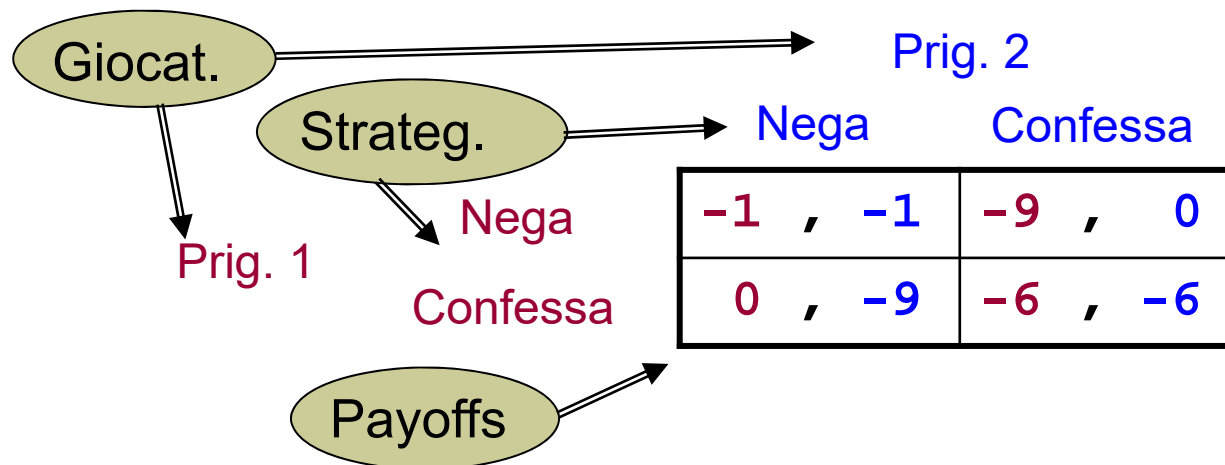 Giocat.
Prig. 2
Strateg.
Nega Confessa
Nega -1 , -1 -9 , 0
Prig. 1
Confessa 0 , -9 -6 , -6
Payoffs